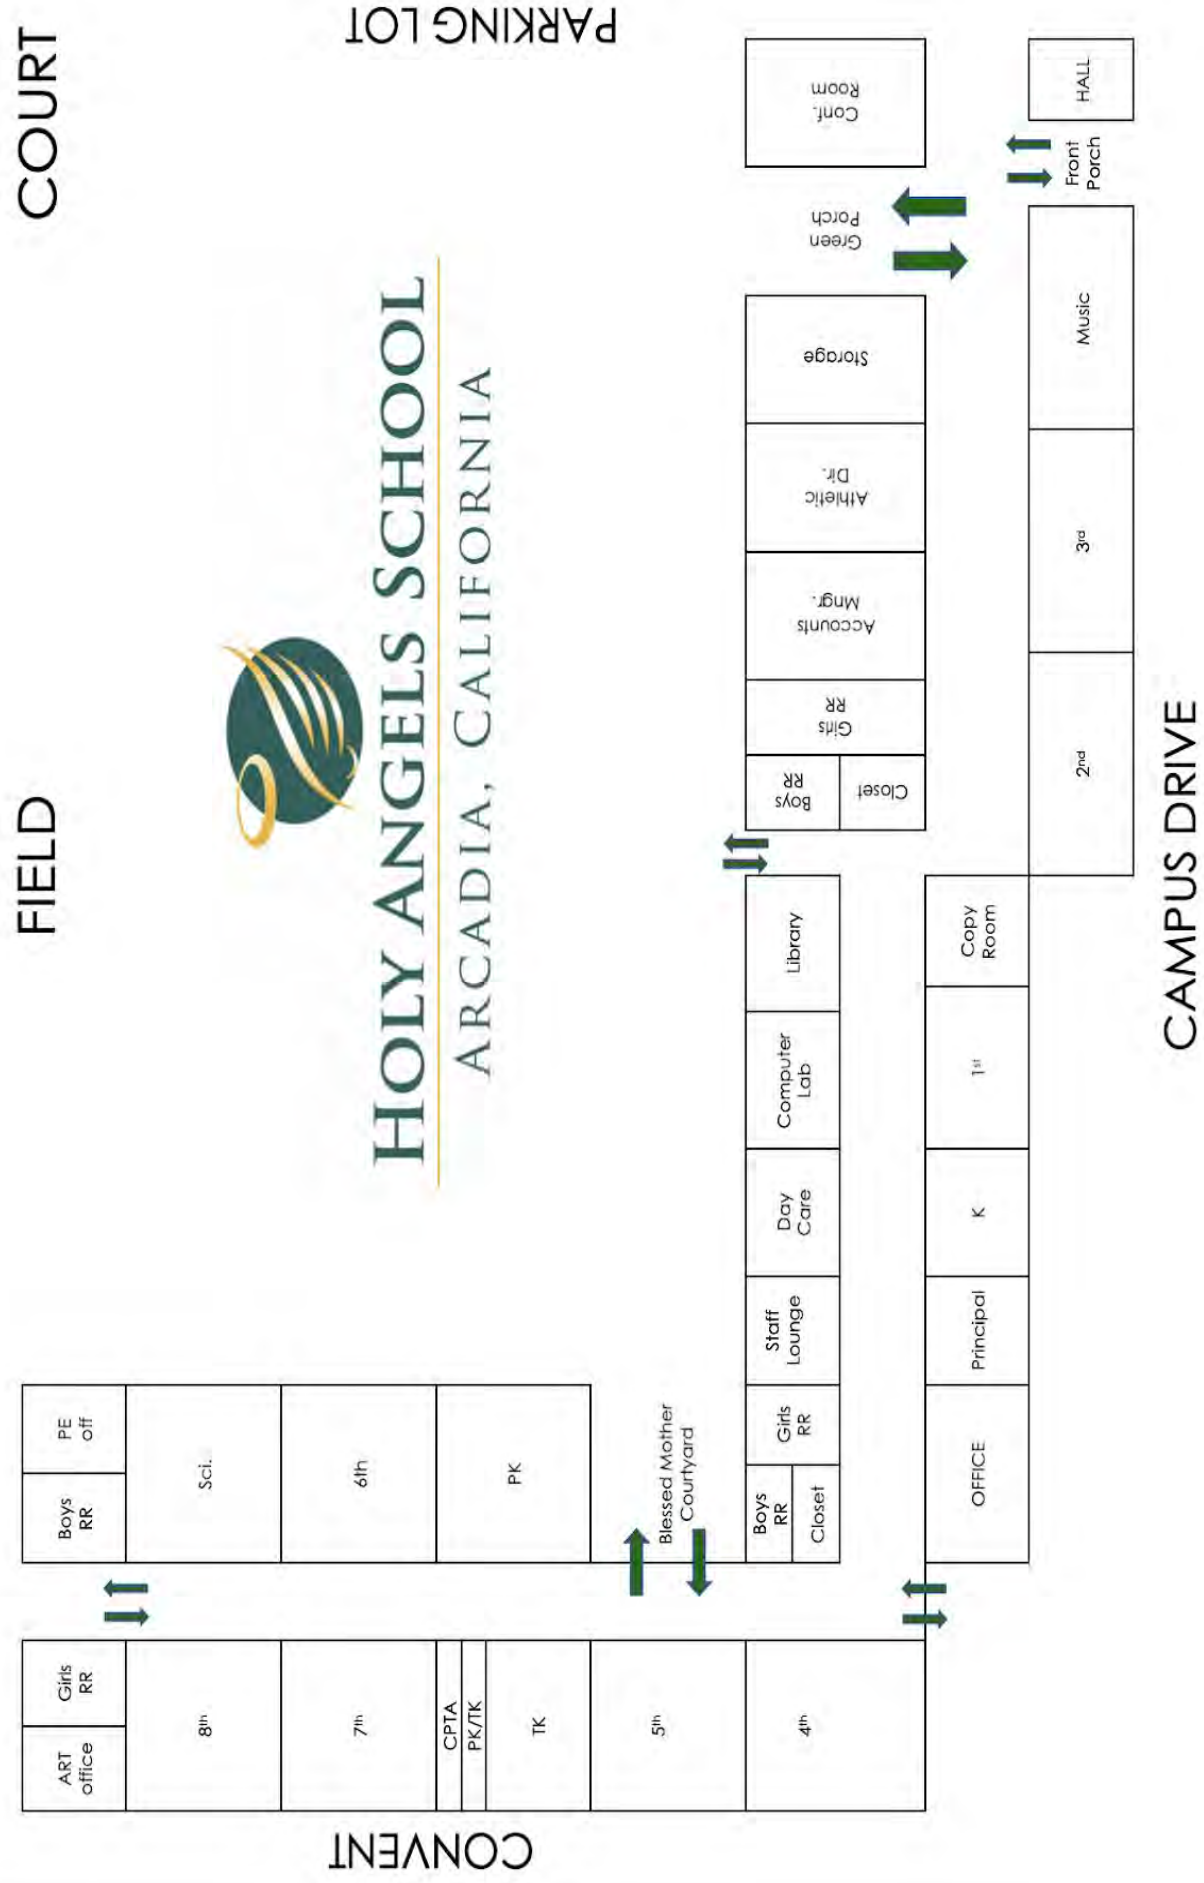 FIELD
COURT
PARKING LOT
HOLY ANGELS SCHOOL
ARCADIA, CALIFORNIA
CONVENT
ART
office
Girls
RR
Boys
RR
PE
off
8th
Sci.
7th
6th
CPTA
PK/TK
TK
PK
5th
Blessed Mother
Courtyard
4th
Boys
RR
Closet
Girls
RR
Staff
Lounge
Day
Care
Computer
Lab
Library
Boys
RR
Closet
Girls
RR
Accounts
Mngr.
Athletic
Dir.
Storage
Green
Porch
Conf.
Room
OFFICE
Principal
K
1st
Copy
Room
2nd
3rd
Music
Front
Porch
HALL
CAMPUS DRIVE